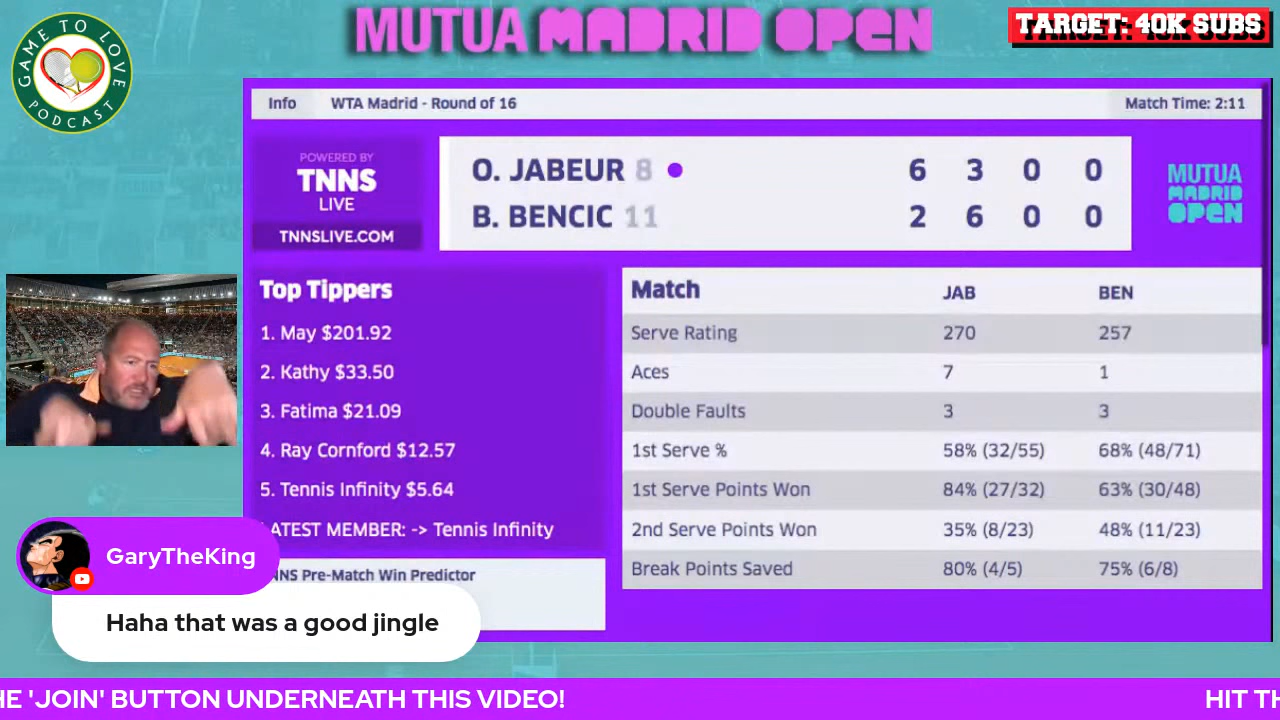 GAME TO LOVE
PODCAST
MUTUA MADRID OPEN
TARGET: 40K SUBS
Info WTA Madrid - Round of 16 Match Time: 2:11
POWERED BY
TNNS
LIVE
TNNSLIVE.COM
O. JABEUR 8 6 3 0 0
B. BENCIC 11 2 6 0 0
MUTUA
MADRID
OPEN
Top Tippers
1. May $201.92
2. Kathy $33.50
3. Fatima $21.09
4. Ray Cornford $12.57
5. Tennis Infinity $5.64
LATEST MEMBER: -> Tennis Infinity
NNS Pre-Match Win Predictor
Match JAB BEN
Serve Rating 270 257
Aces 7 1
Double Faults 3 3
1st Serve % 58% (32/55) 68% (48/71)
1st Serve Points Won 84% (27/32) 63% (30/48)
2nd Serve Points Won 35% (8/23) 48% (11/23)
Break Points Saved 80% (4/5) 75% (6/8)
GaryTheKing
Haha that was a good jingle
HE 'JOIN' BUTTON UNDERNEATH THIS VIDEO! HIT TH